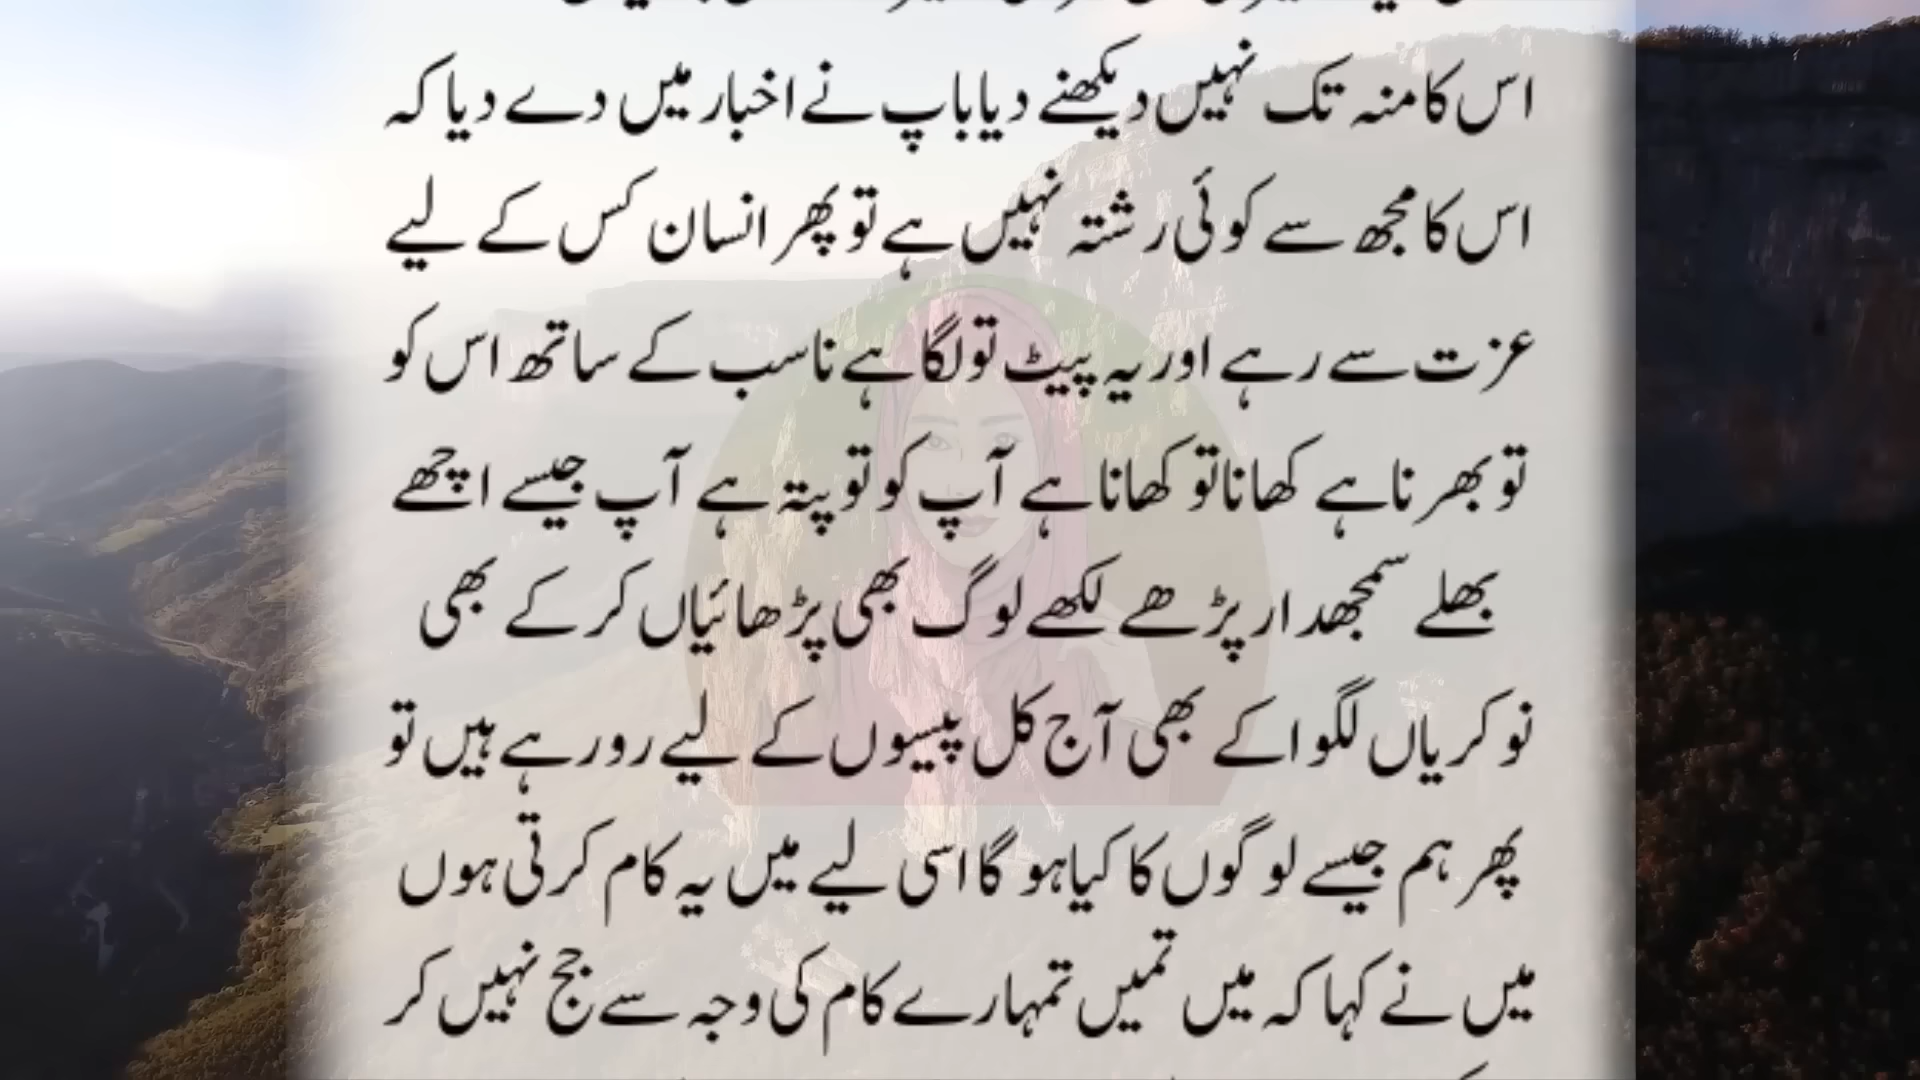 اس کا منہ تک نہیں دیکھنے دیا باپ نے اخبار میں دے دیا کہ
اس کا مجھ سے کوئی رشتہ نہیں ہے تو پھر انسان کس کے لیے
عزت سے رہے اور یہ پیٹ تو لگا ہے نا سب کے ساتھ اس کو
تو بھرنا ہے کھانا تو کھانا ہے آپ کو تو پتہ ہے آپ جیسے اچھے
بھلے سمجھدار پڑھے لکھے لوگ بھی پڑھائیاں کر کے بھی
نوکریاں لگوا کے بھی آج کل پیسوں کے لیے رو رہے ہیں تو
پھر ہم جیسے لوگوں کا کیا ہو گا اسی لیے میں یہ کام کرتی ہوں
میں نے کہا کہ میں تمیں تمہارے کام کی وجہ سے جج نہیں کر